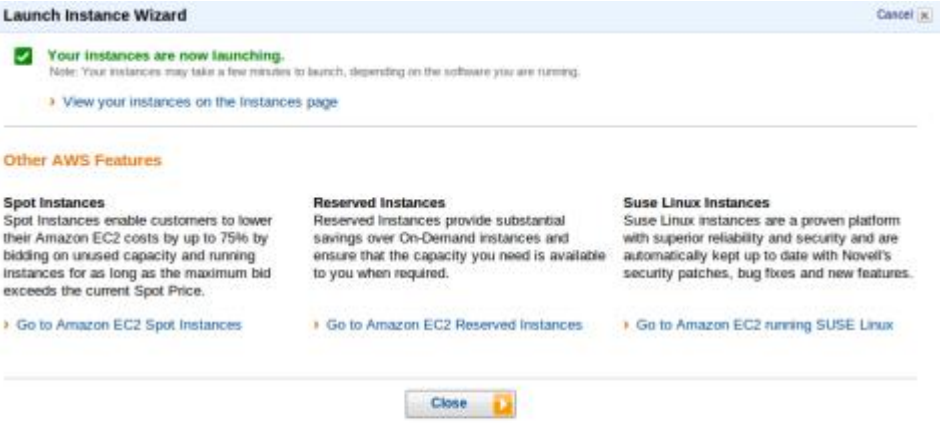 Launch Instance Wizard
Cancel x
Your instances are now launching.
Note: Your instances may take a few minutes to launch, depending on the software you are running.
› View your instances on the Instances page
Other AWS Features
Spot Instances
Spot Instances enable customers to lower
their Amazon EC2 costs by up to 75% by
bidding on unused capacity and running
instances for as long as the maximum bid
exceeds the current Spot Price.
› Go to Amazon EC2 Spot Instances
Reserved Instances
Reserved Instances provide substantial
savings over On-Demand instances and
ensure that the capacity you need is available
to you when required.
› Go to Amazon EC2 Reserved Instances
Suse Linux Instances
Suse Linux instances are a proven platform
with superior reliability and security and are
automatically kept up to date with Novell's
security patches, bug fixes and new features.
› Go to Amazon EC2 running SUSE Linux
Close